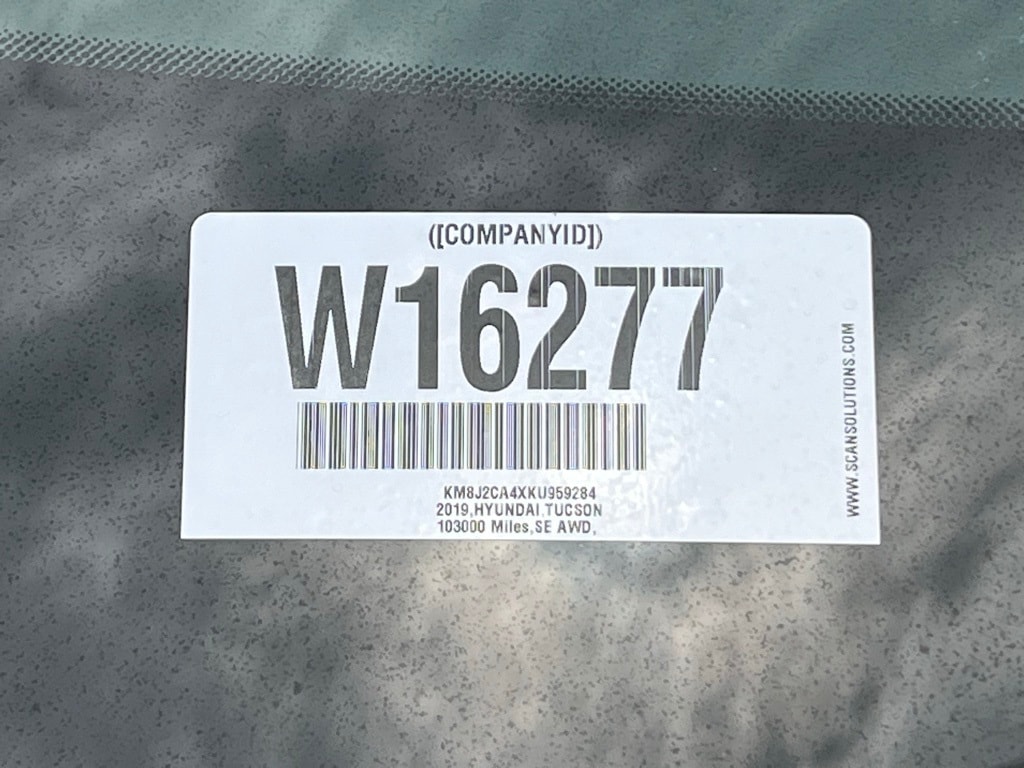 ([COMPANYID])
W16277
KM8J2CA4XKU959284
2019,HYUNDAI,TUCSON
103000 Miles,SE AWD,
WWW.SCANSOLUTIONS.COM